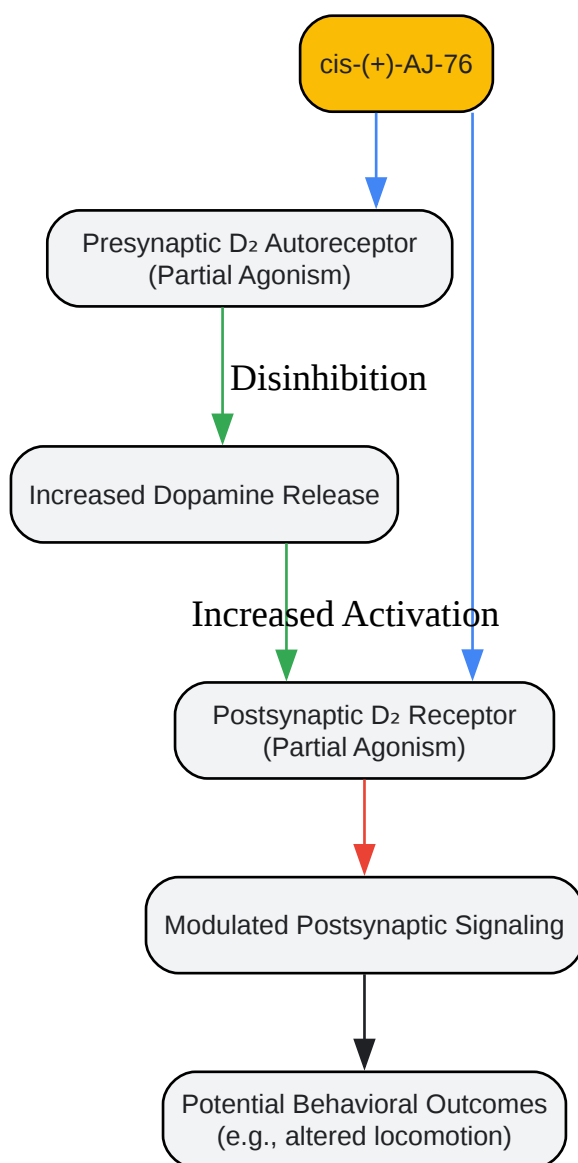 cis-(+)-AJ-76
Presynaptic D₂ Autoreceptor
(Partial Agonism)
Disinhibition
Increased Dopamine Release
Increased Activation
Postsynaptic D₂ Receptor
(Partial Agonism)
Modulated Postsynaptic Signaling
Potential Behavioral Outcomes
(e.g., altered locomotion)